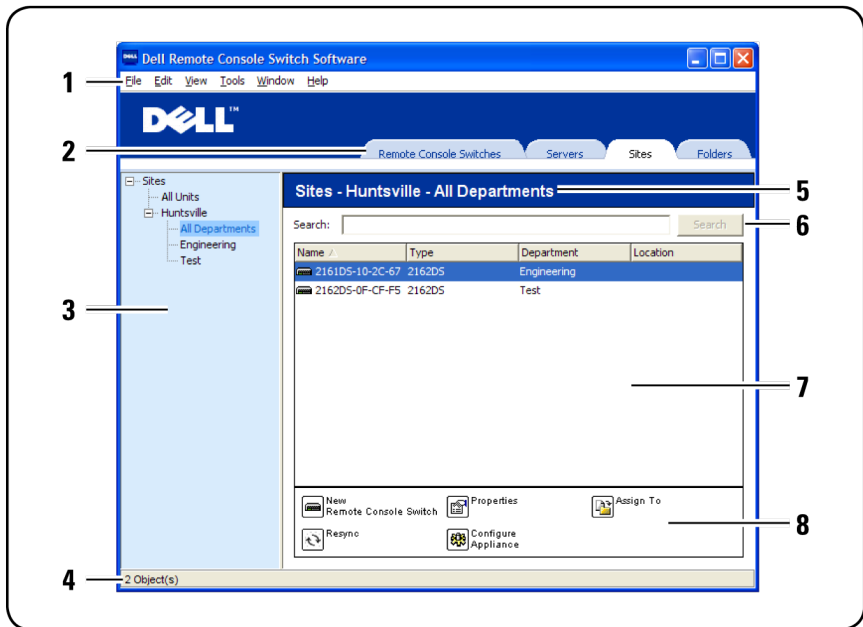 Dell Remote Console Switch Software
1
File Edit View Tools Window Help
DELL™
2
Remote Console Switches Servers Sites Folders
Sites
All Units
Huntsville
All Departments
Engineering
Test
3
Sites - Huntsville - All Departments
5
Search: Search
6
Name Type Department Location
2161DS-10-2C-67 2162DS Engineering
2162DS-0F-CF-F5 2162DS Test
7
New Remote Console Switch
Properties
Assign To
Resync
Configure Appliance
8
4
2 Object(s)